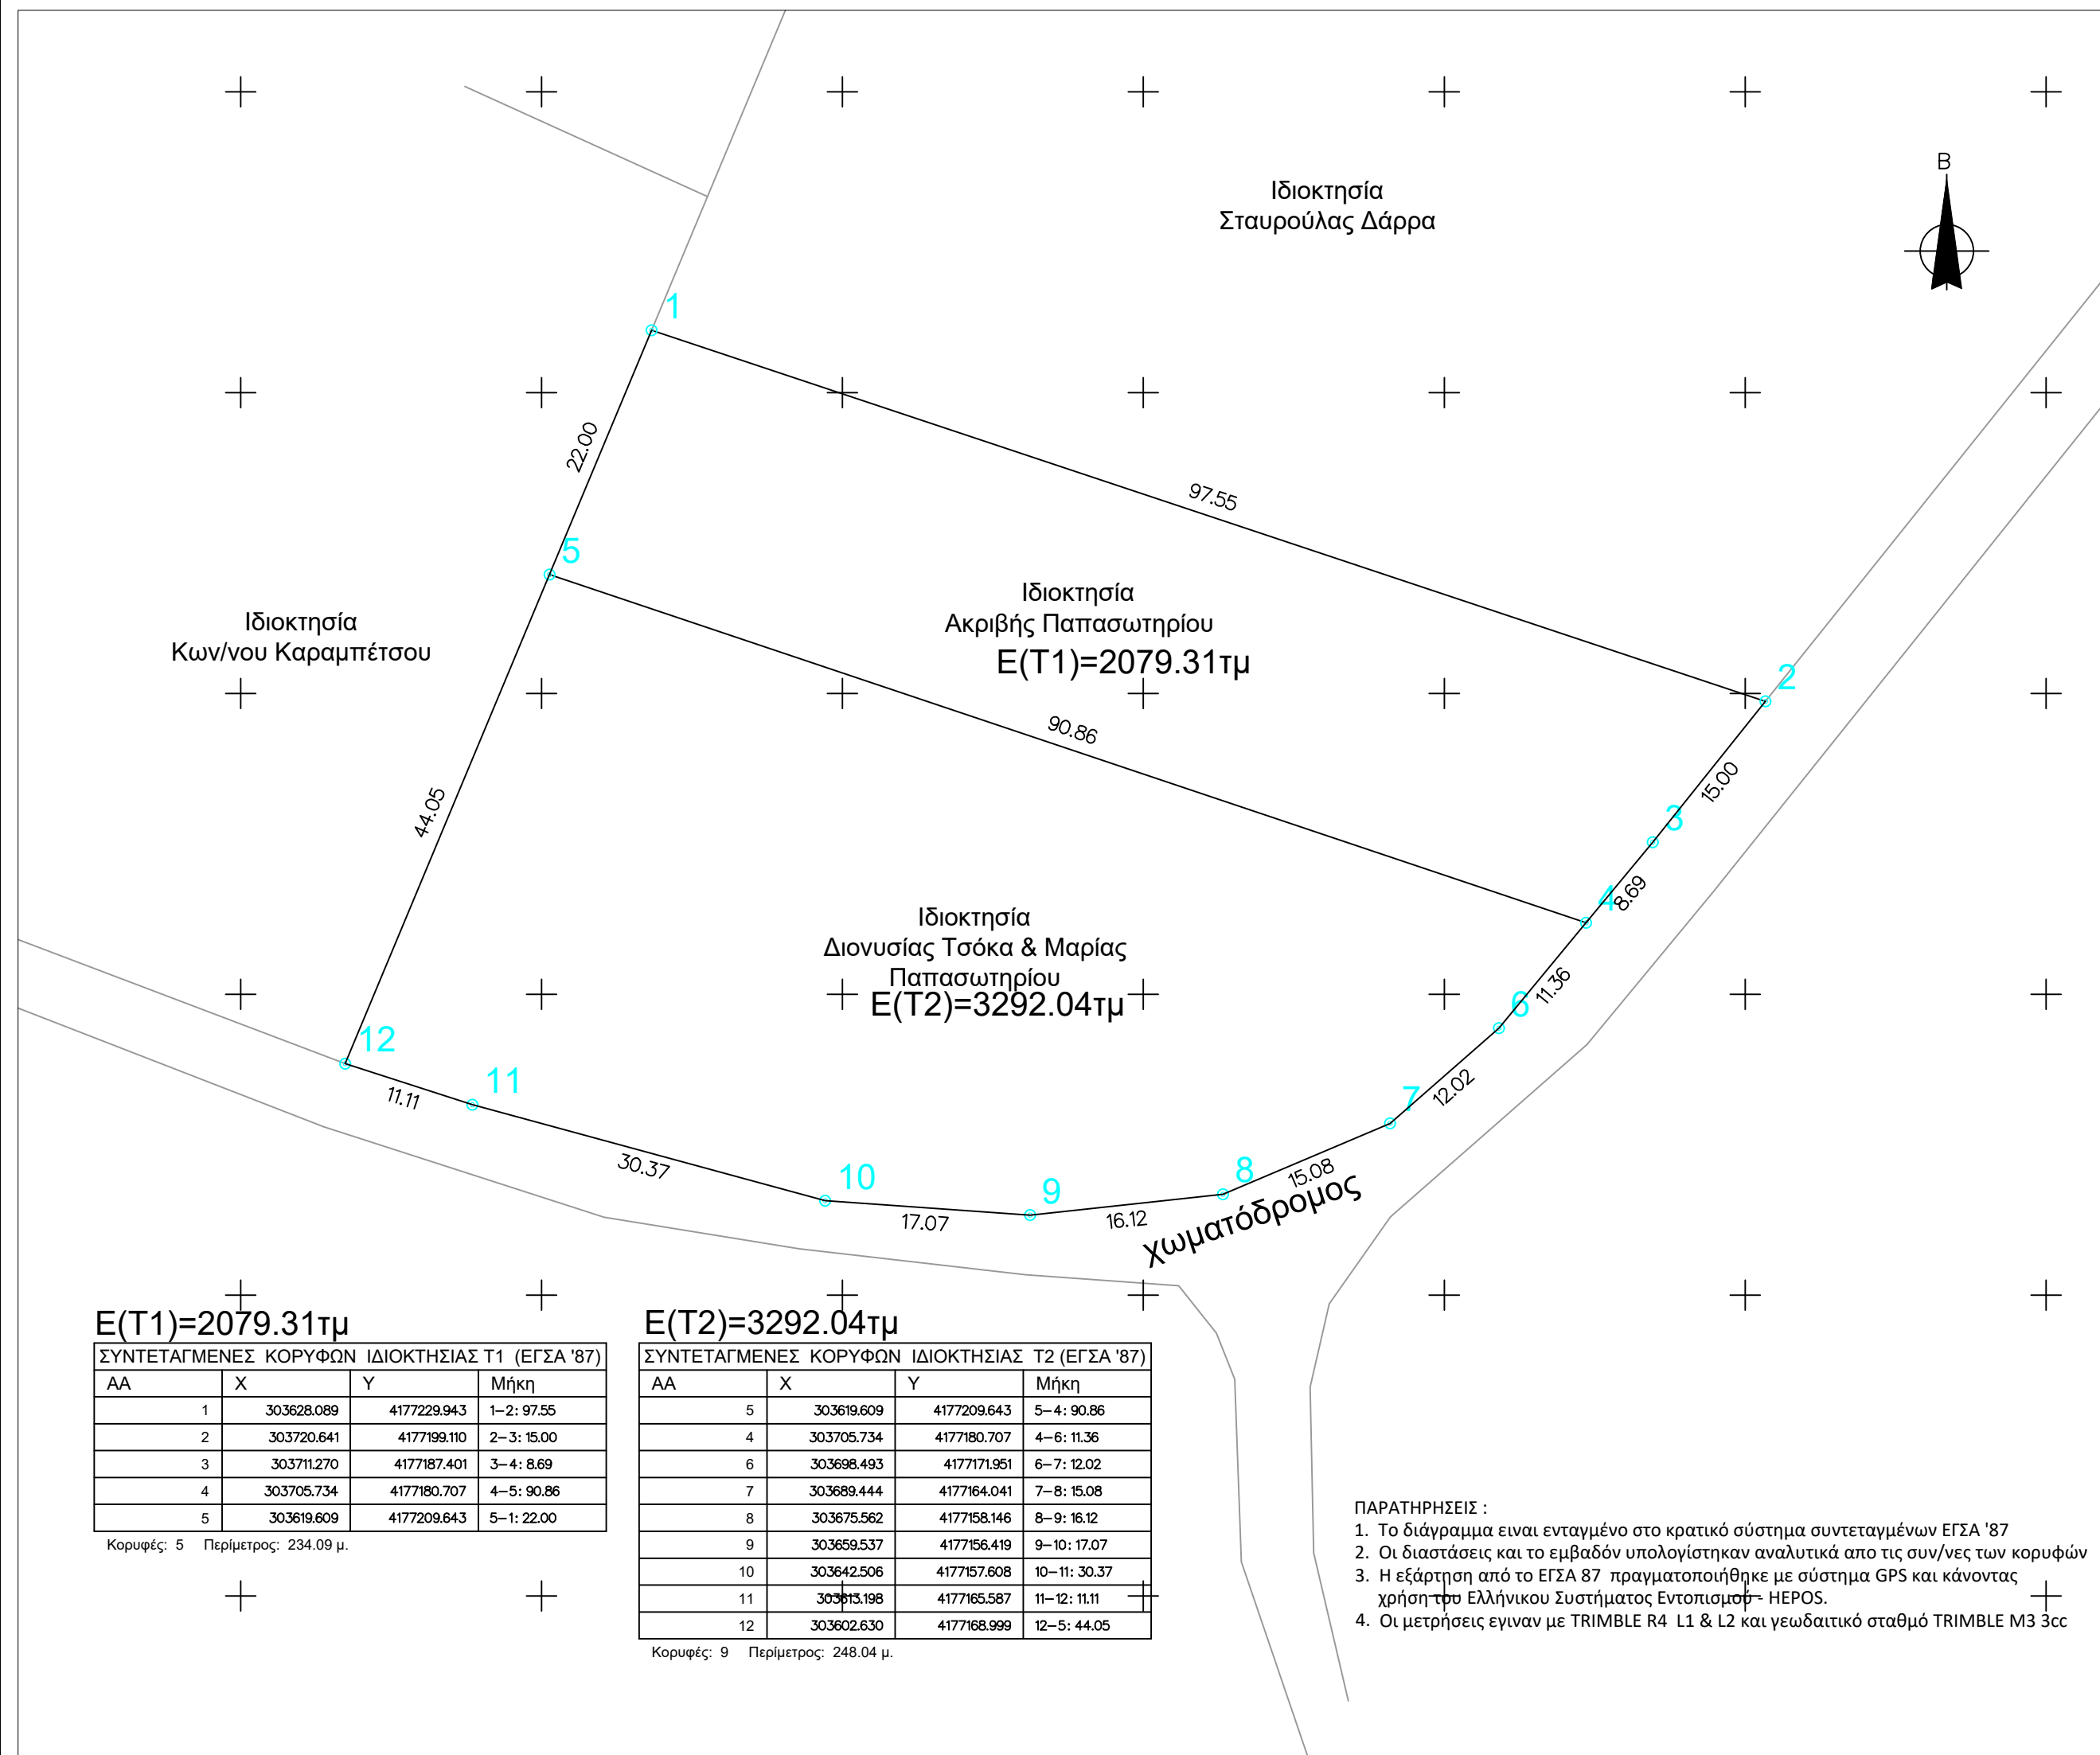 Β
Ιδιοκτησία
Σταυρούλας Δάρρα
1
22.00
97.55
5
Ιδιοκτησία
Κων/νου Καραμπέτσου
Ιδιοκτησία
Ακριβής Παπασωτηρίου
Ε(Τ1)=2079.31τμ
2
90.86
15.00
44.05
3
4
8.69
Ιδιοκτησία
Διονυσίας Τσόκα & Μαρίας
Παπασωτηρίου
Ε(Τ2)=3292.04τμ
11.36
6
12
11
11.11
7
12.02
30.37
10
17.07
9
16.12
8
15.08
χωματόδρομος
Ε(Τ1)=2079.31τμ
ΣΥΝΤΕΤΑΓΜΕΝΕΣ ΚΟΡΥΦΩΝ ΙΔΙΟΚΤΗΣΙΑΣ Τ1 (ΕΓΣΑ '87)
ΑΑ Χ Υ Μήκη
1 303628.089 4177229.943 1-2: 97.55
2 303720.641 4177199.110 2-3: 15.00
3 303711.270 4177187.401 3-4: 8.69
4 303705.734 4177180.707 4-5: 90.86
5 303619.609 4177209.643 5-1: 22.00
Κορυφές: 5 Περίμετρος: 234.09 μ.
Ε(Τ2)=3292.04τμ
ΣΥΝΤΕΤΑΓΜΕΝΕΣ ΚΟΡΥΦΩΝ ΙΔΙΟΚΤΗΣΙΑΣ Τ2 (ΕΓΣΑ '87)
ΑΑ Χ Υ Μήκη
5 303619.609 4177209.643 5-4: 90.86
4 303705.734 4177180.707 4-6: 11.36
6 303698.493 4177171.951 6-7: 12.02
7 303689.444 4177164.041 7-8: 15.08
8 303675.562 4177158.146 8-9: 16.12
9 303659.537 4177156.419 9-10: 17.07
10 303642.506 4177157.608 10-11: 30.37
11 303613.198 4177165.587 11-12: 11.11
12 303602.630 4177168.999 12-5: 44.05
Κορυφές: 9 Περίμετρος: 248.04 μ.
ΠΑΡΑΤΗΡΗΣΕΙΣ :
1. Το διάγραμμα ειναι ενταγμένο στο κρατικό σύστημα συντεταγμένων ΕΓΣΑ '87
2. Οι διαστάσεις και το εμβαδόν υπολογίστηκαν αναλυτικά απο τις συν/νες των κορυφών
3. Η εξάρτηση από το ΕΓΣΑ 87 πραγματοποιήθηκε με σύστημα GPS και κάνοντας
χρήση του Ελλήνικου Συστήματος Εντοπισμού - HEPOS.
4. Οι μετρήσεις εγιναν με TRIMBLE R4 L1 & L2 και γεωδαιτικό σταθμό TRIMBLE M3 3cc